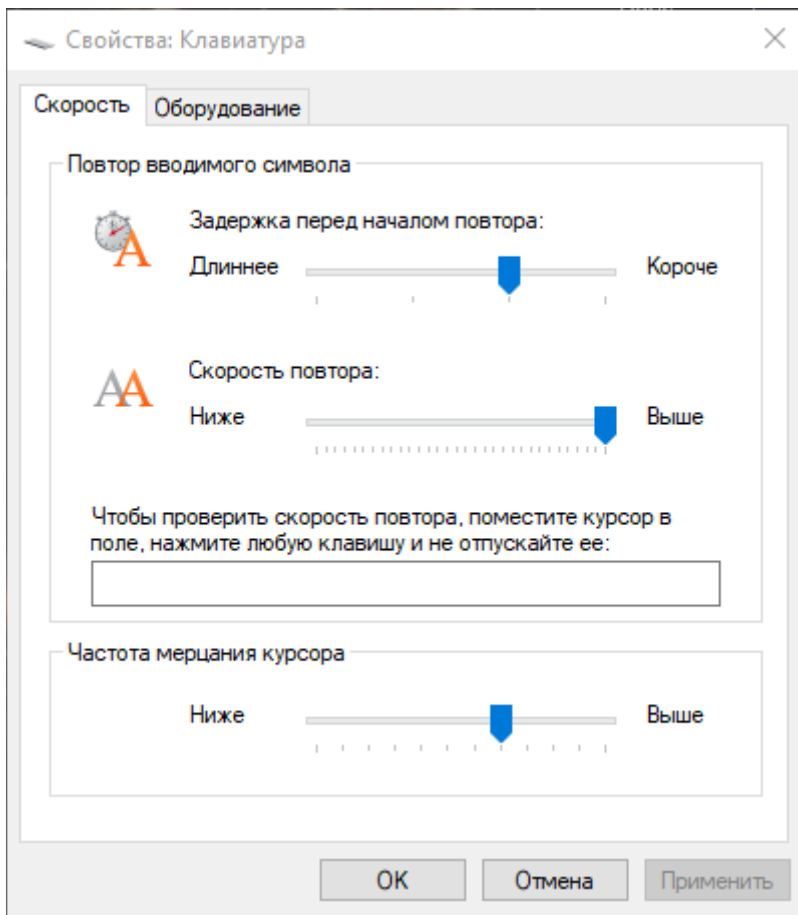 Свойства: Клавиатура
Скорость
Оборудование
Повтор вводимого символа
Задержка перед началом повтора:
Длиннее
Короче
Скорость повтора:
Ниже
Выше
Чтобы проверить скорость повтора, поместите курсор в
поле, нажмите любую клавишу и не отпускайте ее:
Частота мерцания курсора
Ниже
Выше
OK
Отмена
Применить